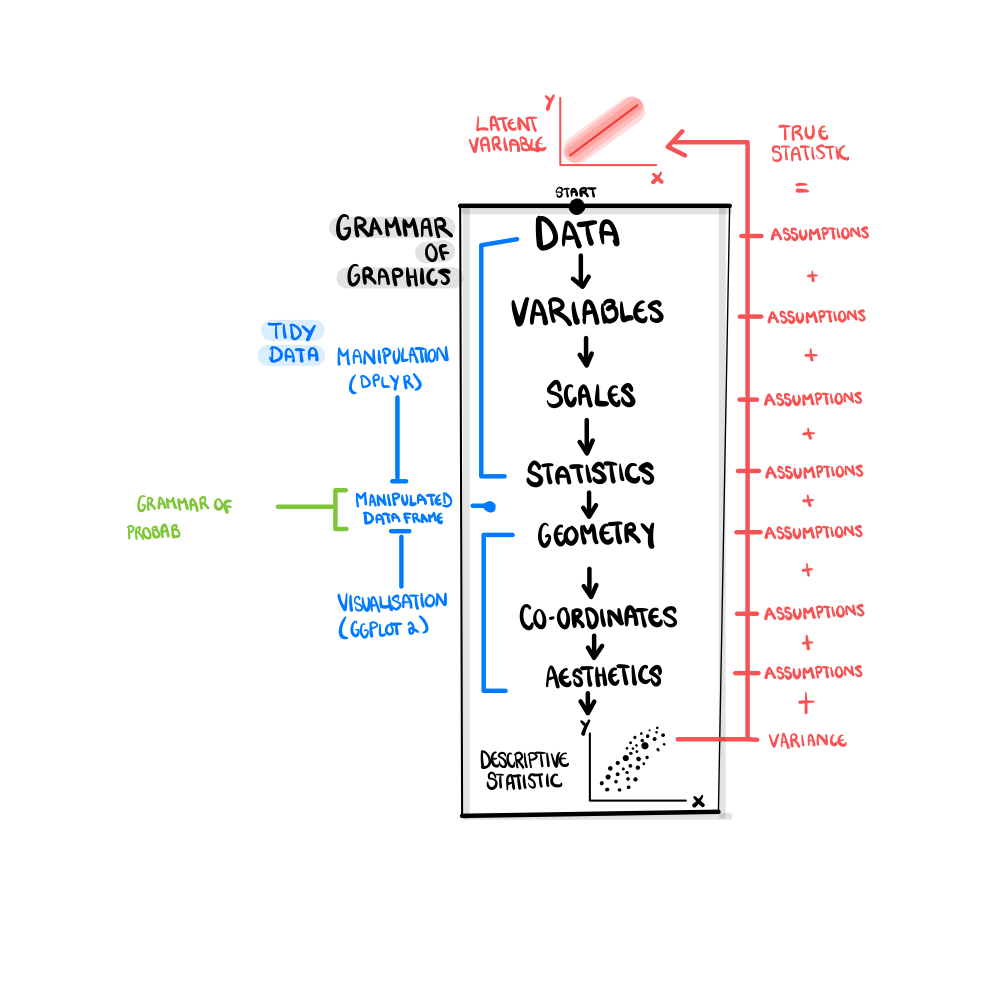 Y
LATENT
VARIABLE
X
START
GRAMMAR
OF
GRAPHICS
TIDY
DATA
MANIPULATION
(DPLYR)
MANIPULATED
DATA FRAME
VISUALISATION
(GGPLOT 2)
GRAMMAR OF
PROBAB
DATA
VARIABLES
SCALES
STATISTICS
GEOMETRY
CO-ORDINATES
AESTHETICS
Y
DESCRIPTIVE
STATISTIC
X
TRUE
STATISTIC
=
ASSUMPTIONS
+
ASSUMPTIONS
+
ASSUMPTIONS
+
ASSUMPTIONS
+
ASSUMPTIONS
+
ASSUMPTIONS
+
ASSUMPTIONS
+
VARIANCE